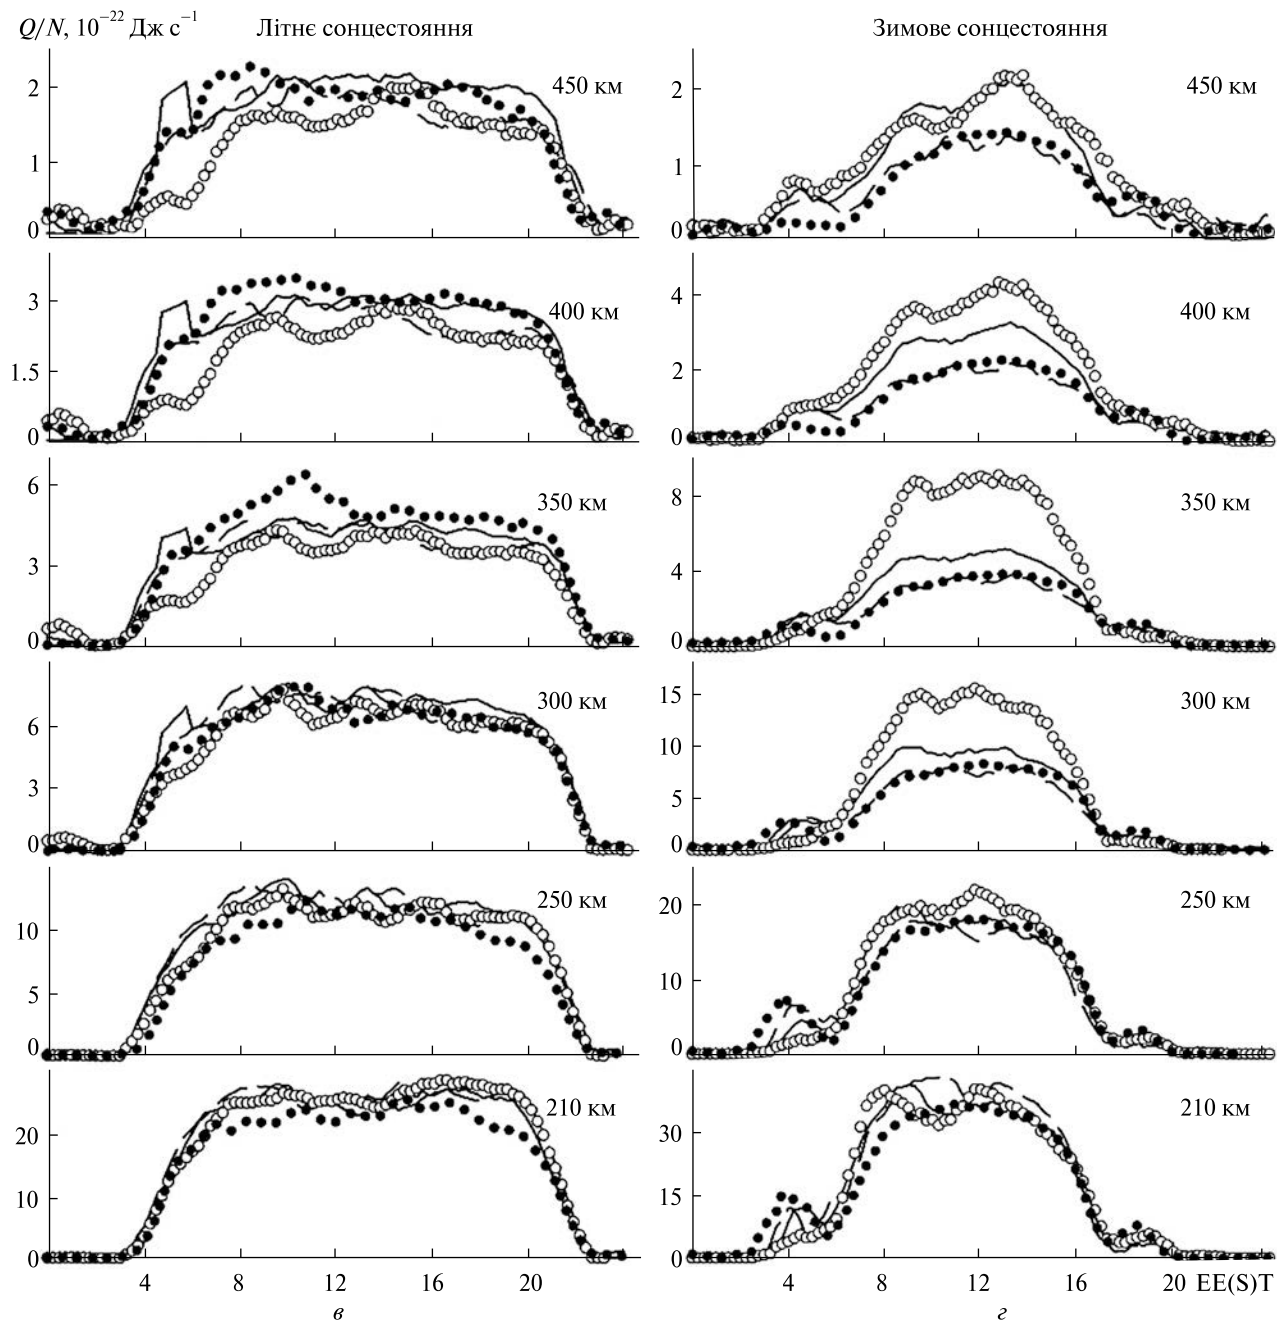 Q/N, 10⁻²² Дж с⁻¹ Літнє сонцестояння Зимове сонцестояння
450 км 450 км
2 1 0 2 1 0
400 км 400 км
3 1.5 0 4 2 0
350 км 350 км
6 3 0 8 4 0
300 км 300 км
6 3 0 15 10 5 0
250 км 250 км
10 5 0 20 10 0
210 км 210 км
20 10 0 30 15 0
4 8 12 16 20 4 8 12 16 20 EE(S)T
в г